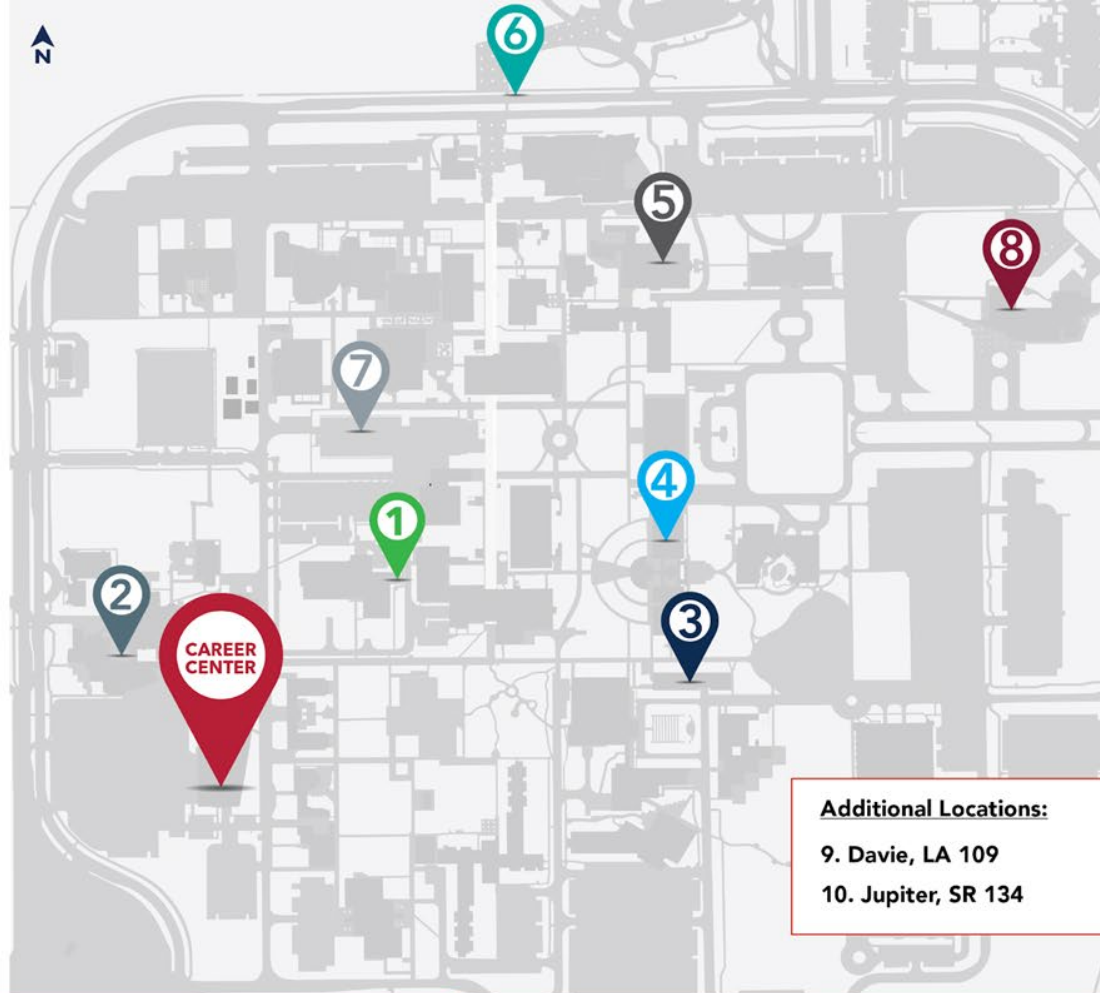 N
6
5
8
7
4
1
2
3
CAREER
CENTER
Additional Locations:
9. Davie, LA 109
10. Jupiter, SR 134